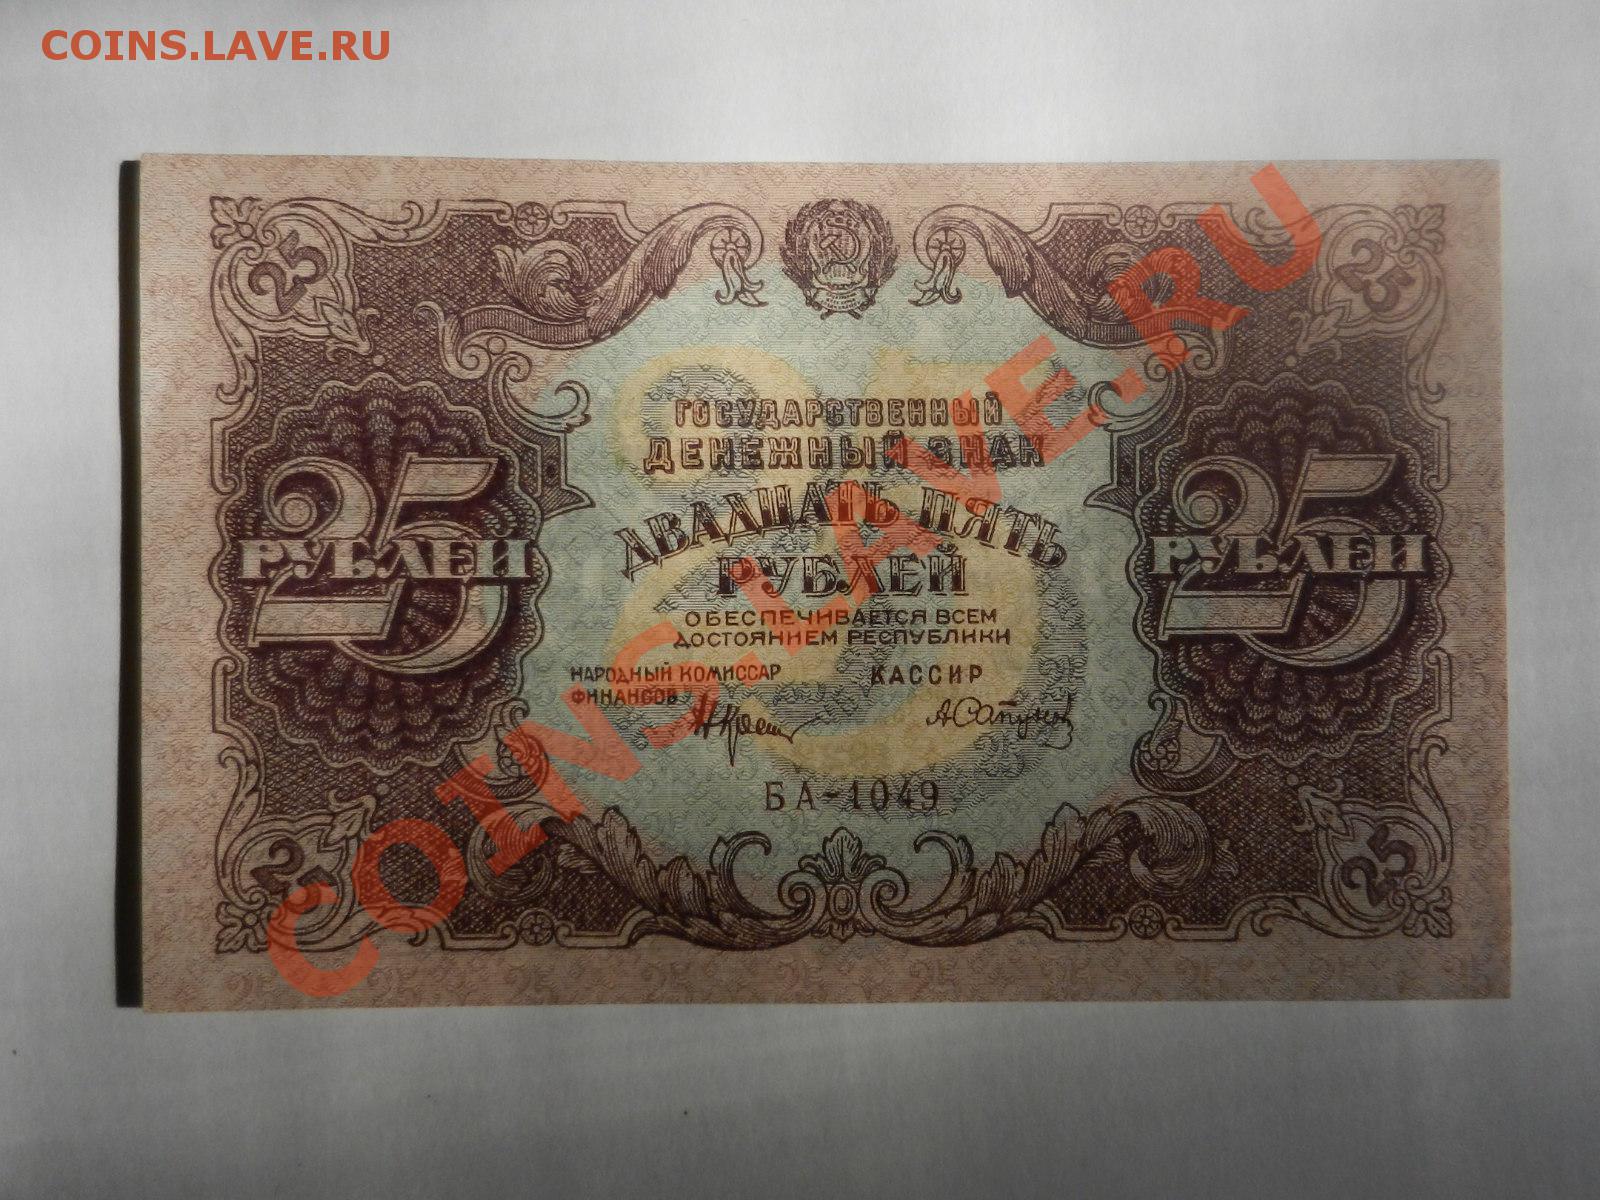 COINS.LAVE.RU
25
25
ГОСУДАРСТВЕННЫЙ
ДЕНЕЖНЫЙ ЗНАК
ДВАДЦАТЬ ПЯТЬ
РУБЛЕЙ
25
РУБЛЕЙ
25
РУБЛЕЙ
ОБЕСПЕЧИВАЕТСЯ ВСЕМ
ДОСТОЯНИЕМ РЕСПУБЛИКИ
НАРОДНЫЙ КОМИССАР
ФИНАНСОВ
КАССИР
А Сапунов
БА-1049
25
25
COINS.LAVE.RU